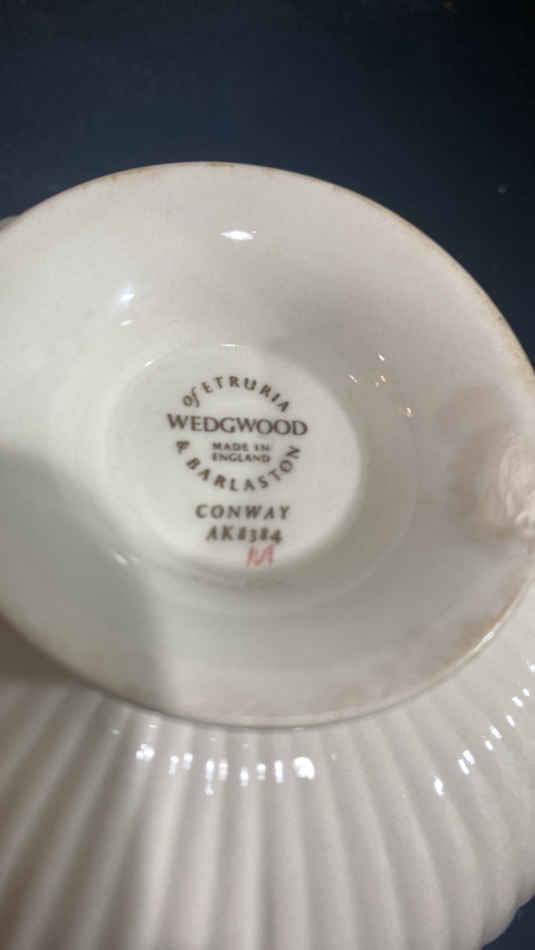 of ETRURIA
WEDGWOOD
MADE IN
ENGLAND
& BARLASTON
CONWAY
AK8384
M